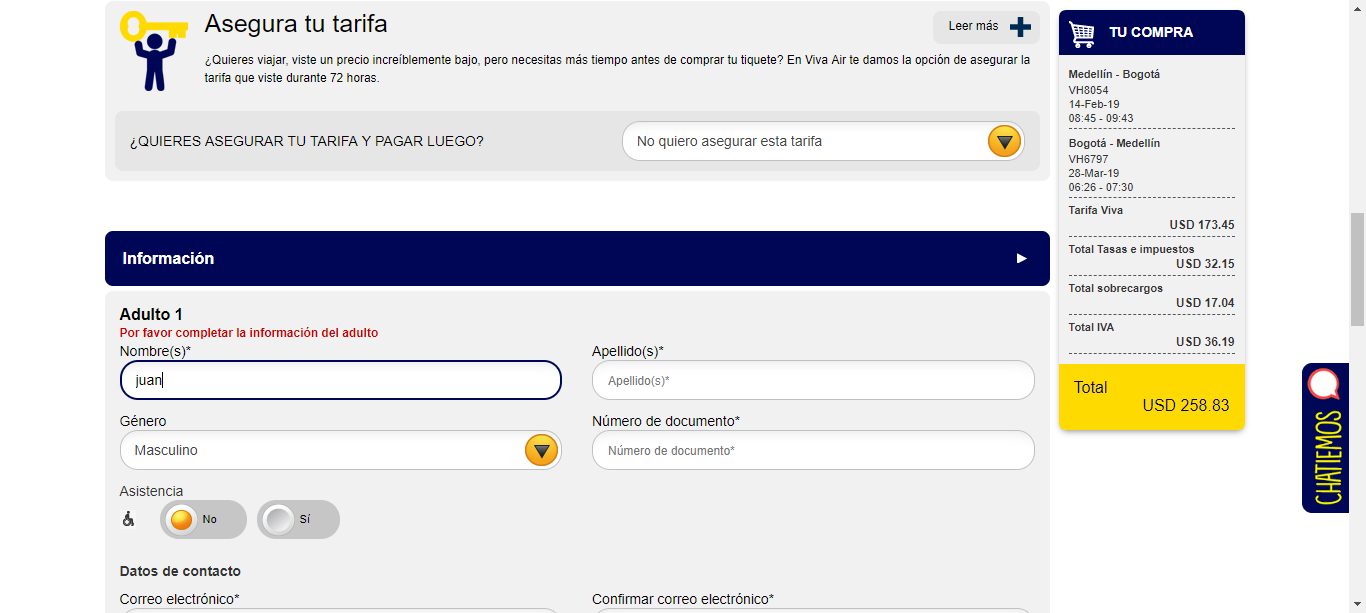 Asegura tu tarifa
Leer más
¿Quieres viajar, viste un precio increíblemente bajo, pero necesitas más tiempo antes de comprar tu tiquete? En Viva Air te damos la opción de asegurar la
tarifa que viste durante 72 horas.
¿QUIERES ASEGURAR TU TARIFA Y PAGAR LUEGO?
No quiero asegurar esta tarifa
Información
Adulto 1
Por favor completar la información del adulto
Nombre(s)*
Apellido(s)*
juan
Apellido(s)*
Género
Número de documento*
Masculino
Número de documento*
Asistencia
No
Sí
Datos de contacto
Correo electrónico*
Confirmar correo electrónico*
TU COMPRA
Medellín - Bogotá
VH8054
14-Feb-19
08:45 - 09:43
Bogotá - Medellín
VH6797
28-Mar-19
06:26 - 07:30
Tarifa Viva
USD 173.45
Total Tasas e impuestos
USD 32.15
Total sobrecargos
USD 17.04
Total IVA
USD 36.19
Total
USD 258.83
CHATIEMOS